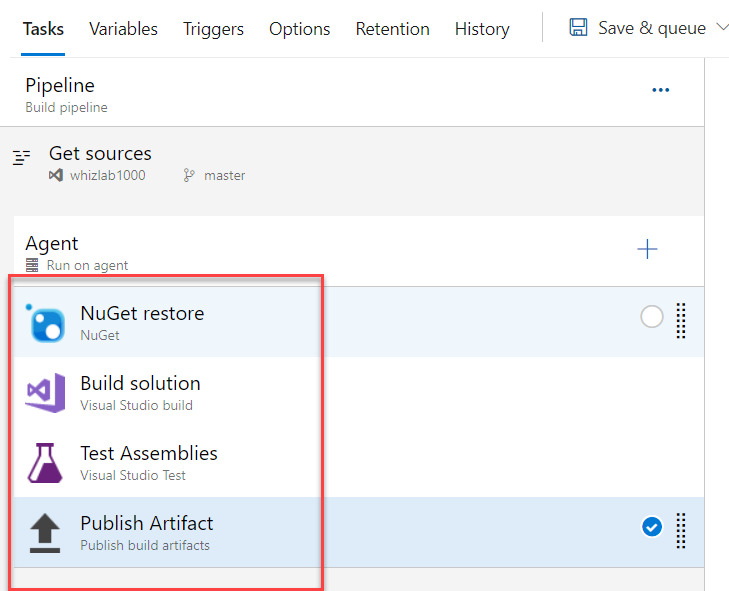 Tasks Variables Triggers Options Retention History Save & queue
Pipeline
Build pipeline
Get sources
whizlab1000 master
Agent
Run on agent
NuGet restore
NuGet
Build solution
Visual Studio build
Test Assemblies
Visual Studio Test
Publish Artifact
Publish build artifacts